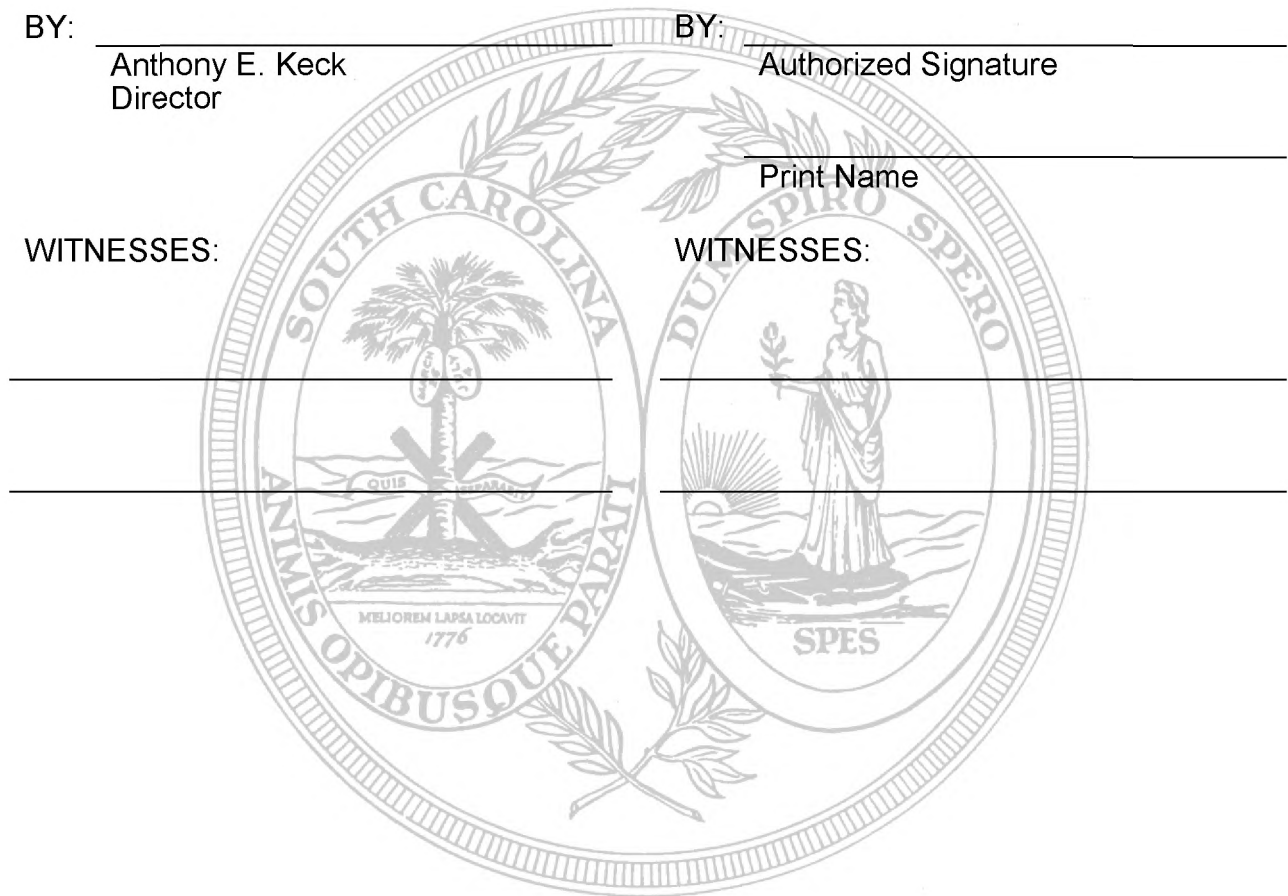 BY:
Anthony E. Keck
Director
BY:
Authorized Signature
Print Name
WITNESSES:
WITNESSES:
SOUTH CAROLINA
ANIMIS OPIBUSQUE PARATI
QUIS SEPARABIT
MELIOREM LAPSA LOCAVIT
1776
DUM SPIRO SPERO
SPES